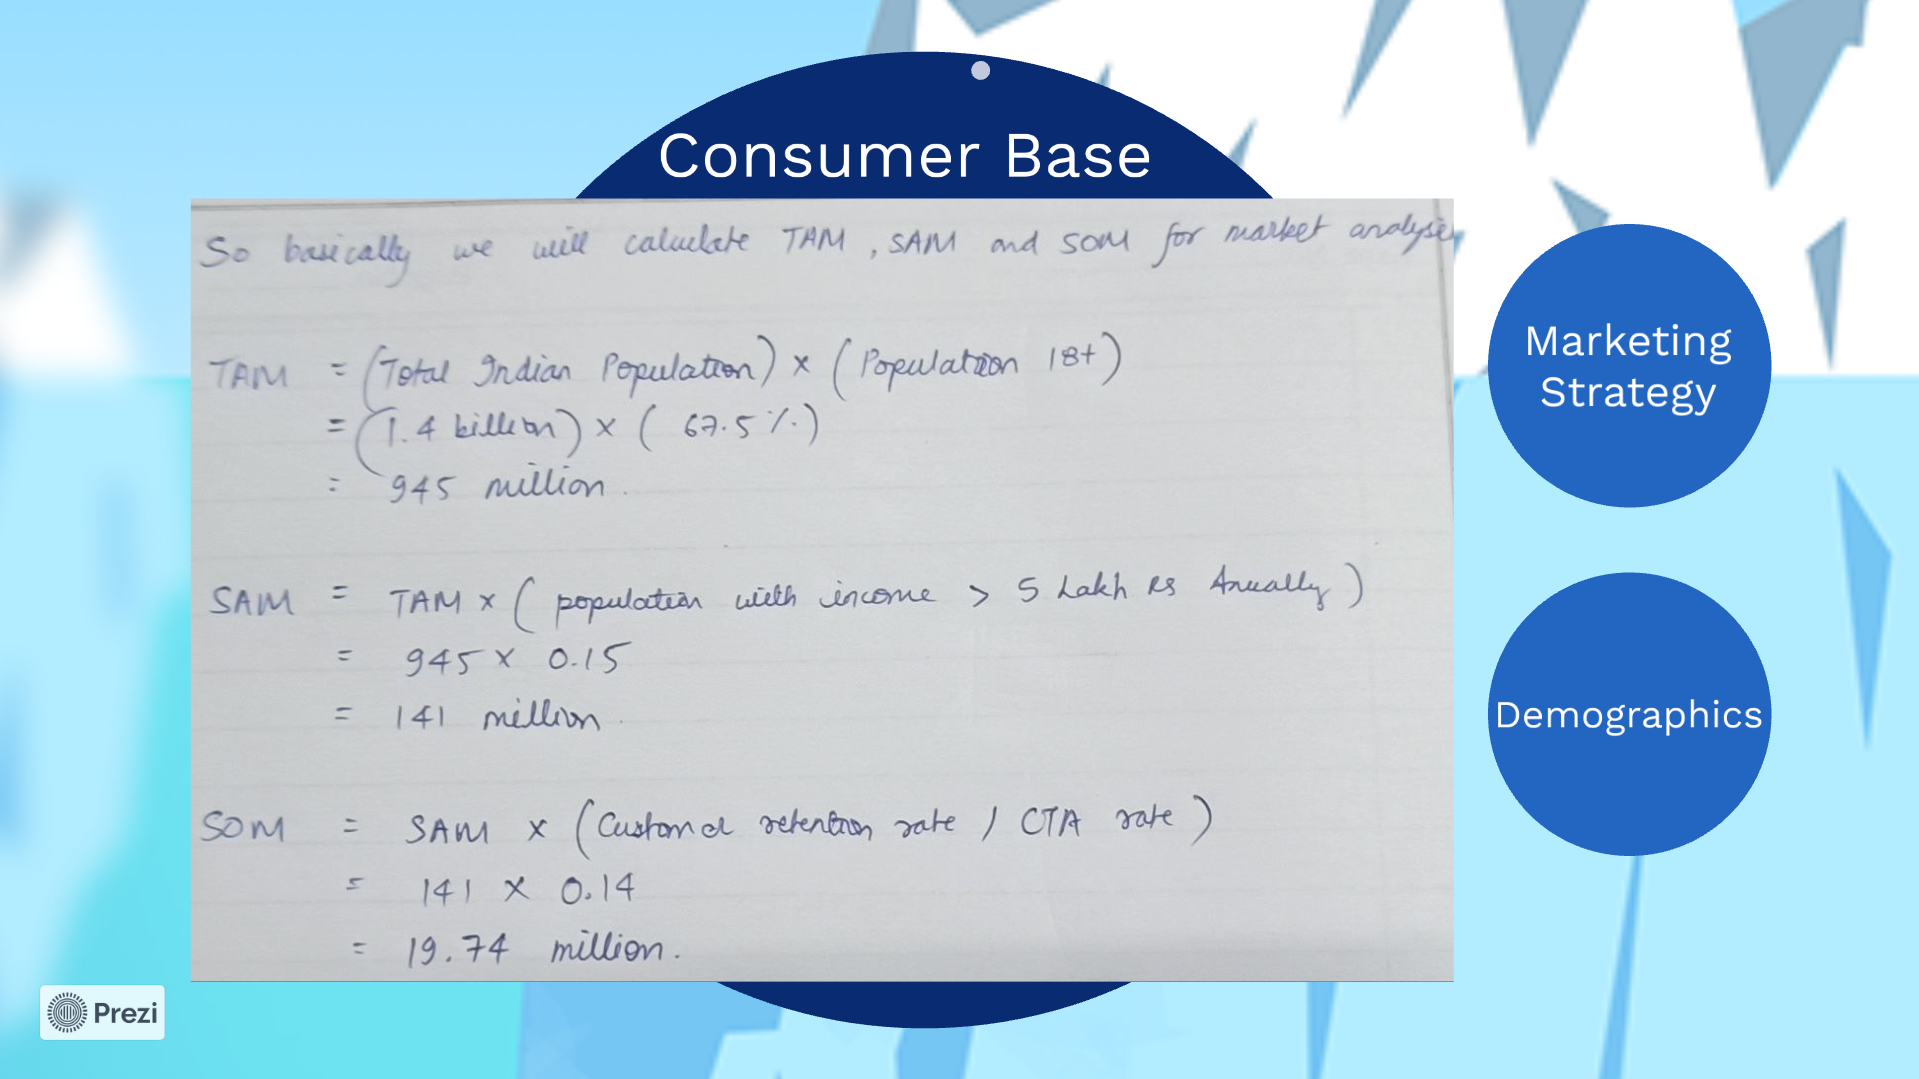 Consumer Base
So basically we will calculate TAM, SAM and SOM for market analysis
TAM = (Total Indian Population) x (Population 18+)
= (1.4 billion) x (67.5%)
= 945 million.
SAM = TAM x (population with income > 5 Lakh Rs Anually)
= 945 x 0.15
= 141 million.
SOM = SAM x (Customer retention rate / CTA rate)
= 141 x 0.14
= 19.74 million.
Marketing
Strategy
Demographics
Prezi